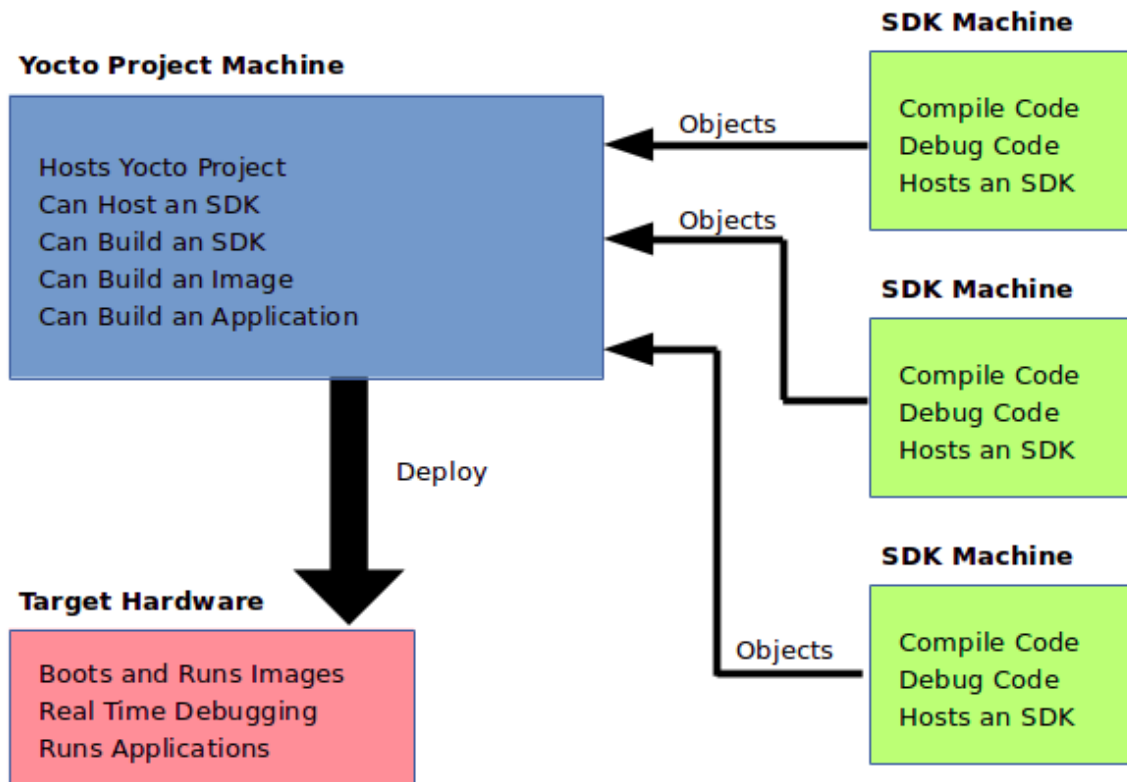 Yocto Project Machine
Hosts Yocto Project
Can Host an SDK
Can Build an SDK
Can Build an Image
Can Build an Application
Objects
Objects
Objects
SDK Machine
Compile Code
Debug Code
Hosts an SDK
SDK Machine
Compile Code
Debug Code
Hosts an SDK
SDK Machine
Compile Code
Debug Code
Hosts an SDK
Deploy
Target Hardware
Boots and Runs Images
Real Time Debugging
Runs Applications